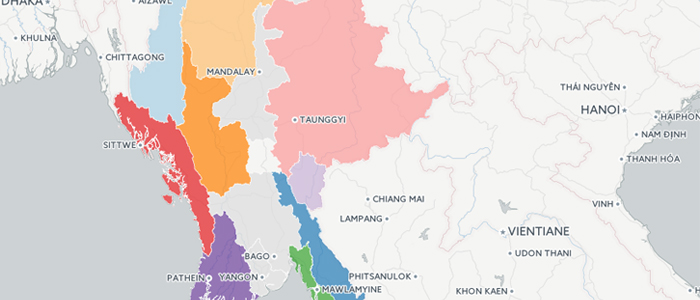 DHAKA
AIZAWL
KHULNA
CHITTAGONG
MANDALAY
THÁI NGUYÊN
HANOI
HAIPHON
TAUNGGYI
NAM ĐỊNH
SITTWE
THANH HÓA
CHIANG MAI
VINH
LAMPANG
VIENTIANE
BAGO
UDON THANI
PATHEIN
YANGON
PHITSANULOK
MAWLAMYINE
KHON KAEN